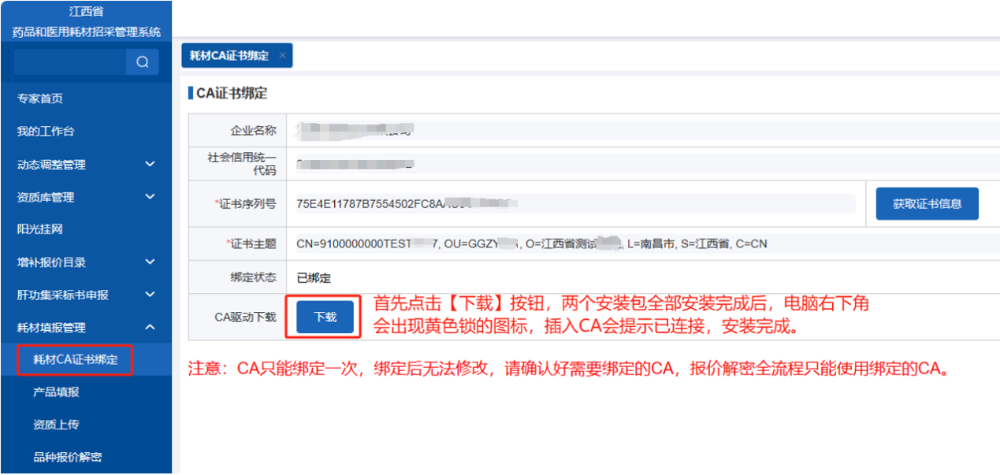 江西省
药品和医用耗材招采管理系统
专家首页
我的工作台
动态调整管理
资质库管理
阳光挂网
增补报价目录
肝功集采标书申报
耗材填报管理
耗材CA证书绑定
产品填报
资质上传
品种报价解密
耗材CA证书绑定 ×
CA证书绑定
企业名称
社会信用统一
代码
*证书序列号 75E4E11787B7554502FC8A 获取证书信息
*证书主题 CN=9100000000TEST 7, OU=GGZY , O=江西省测试 , L=南昌市, S=江西省, C=CN
绑定状态 已绑定
CA驱动下载 下载
首先点击【下载】按钮，两个安装包全部安装完成后，电脑右下角
会出现黄色锁的图标，插入CA会提示已连接，安装完成。
注意：CA只能绑定一次，绑定后无法修改，请确认好需要绑定的CA，报价解密全流程只能使用绑定的CA。